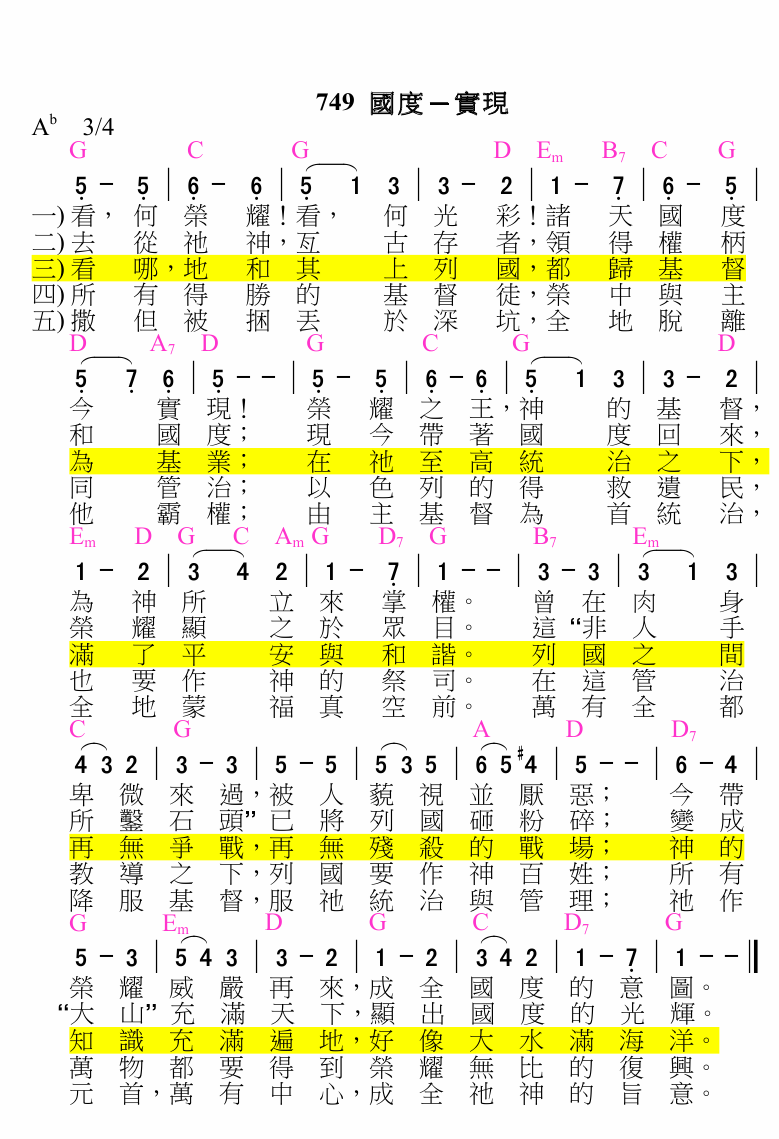 749 國度－實現
Ab 3/4
G C G D Em B7 C G
5 - 5 | 6 - 6 | 5 1 3 | 3 - 2 | 1 - 7 | 6 - 5 |
一) 看，何榮耀！看，何光彩！諸天國度
二) 去從祂神，亙古存者，領得權柄
三) 看哪，地和其上列國，都歸基督
四) 所有得勝的基督徒，榮中與主
五) 撒但被捆丟於深坑，全地脫離
D A7 D G C G D
5 7 6 | 5 - - | 5 - 5 | 6 - 6 | 5 1 3 | 3 - 2 |
今實現！榮耀之王，神的基督，
和國度；現今帶著國度回來，
為基業；在祂至高統治之下，
同管治；以色列的得救遺民，
他霸權；由主基督為首統治，
Em D G C Am G D7 G B7 Em
1 - 2 | 3 4 2 | 1 - 7 | 1 - - | 3 - 3 | 3 1 3 |
為神所立來掌權。曾在肉身
榮耀顯之於眾目。這“非人手
滿了平安與和諧。列國之間
也要作神的祭司。在這管治
全地蒙福真空前。萬有全都
C G A D D7
4 3 2 | 3 - 3 | 5 - 5 | 5 3 5 | 6 5 #4 | 5 - - | 6 - 4 |
卑微來過，被人藐視並厭惡；今帶
所鑿石頭”已將列國砸粉碎；變成
再無爭戰，再無殘殺的戰場；神的
教導之下，列國要作神百姓；所有
降服基督，服祂統治與管理；祂作
G Em D G C D7 G
5 - 3 | 5 4 3 | 3 - 2 | 1 - 2 | 3 4 2 | 1 - 7 | 1 - - ||
榮耀威嚴再來，成全國度的意圖。
“大山”充滿天下，顯出國度的光輝。
知識充滿遍地，好像大水滿海洋。
萬物都要得到榮耀無比的復興。
元首，萬有中心，成全祂神的旨意。